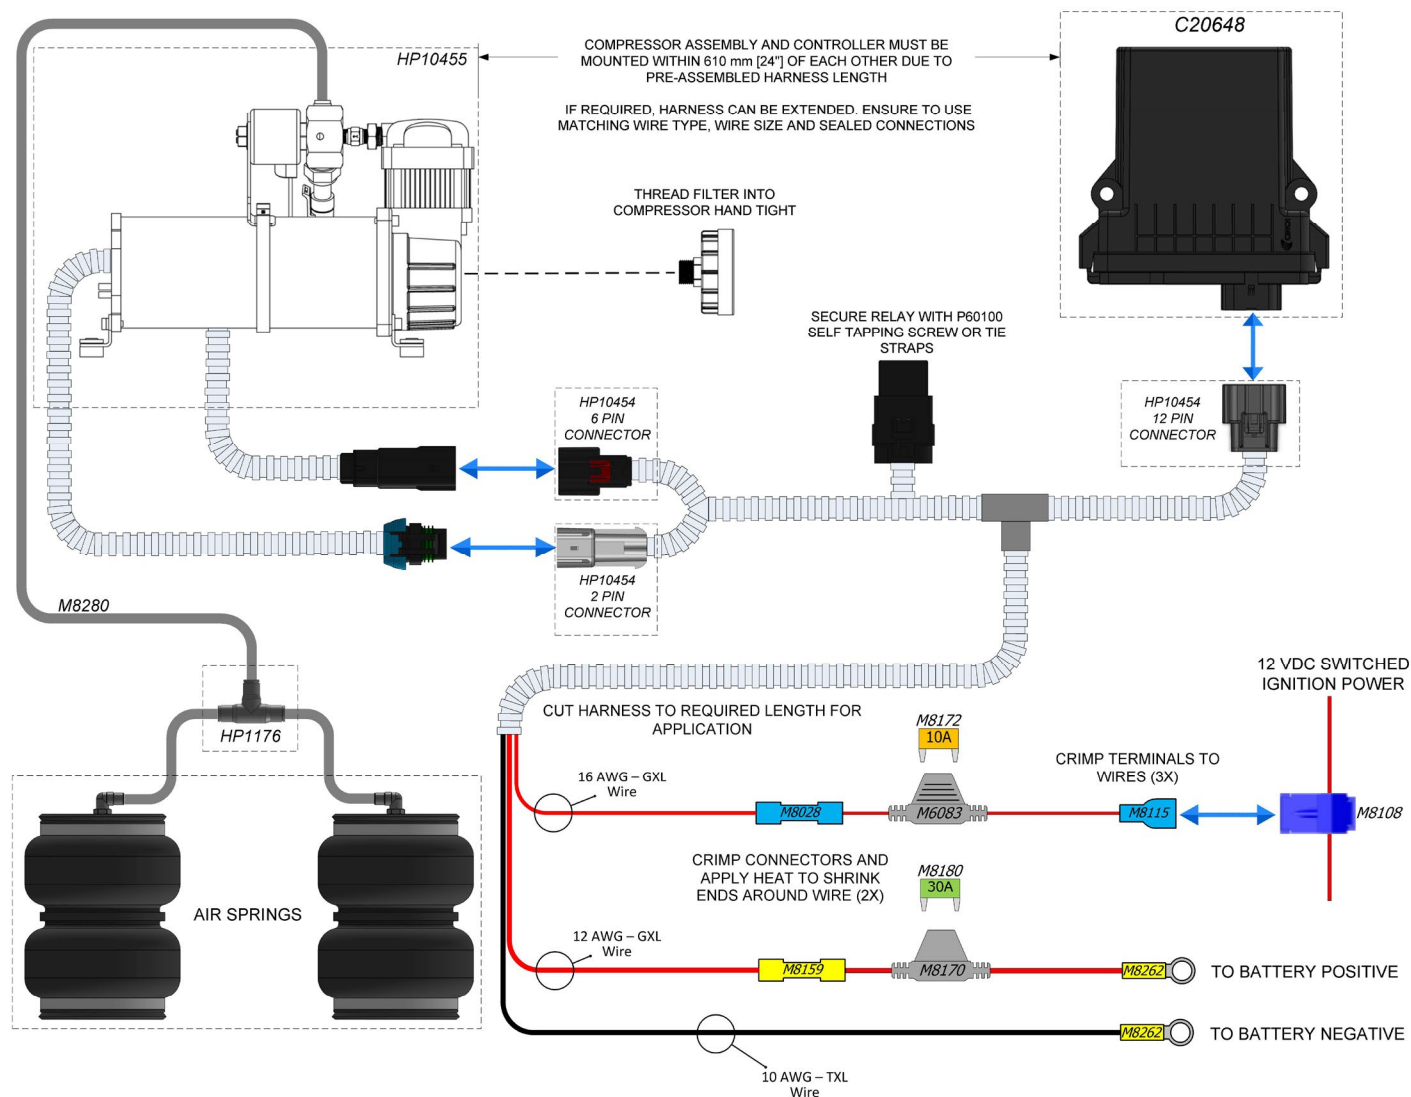 C20648
HP10455
COMPRESSOR ASSEMBLY AND CONTROLLER MUST BE
MOUNTED WITHIN 610 mm [24"] OF EACH OTHER DUE TO
PRE-ASSEMBLED HARNESS LENGTH
IF REQUIRED, HARNESS CAN BE EXTENDED. ENSURE TO USE
MATCHING WIRE TYPE, WIRE SIZE AND SEALED CONNECTIONS
THREAD FILTER INTO
COMPRESSOR HAND TIGHT
SECURE RELAY WITH P60100
SELF TAPPING SCREW OR TIE
STRAPS
HP10454
6 PIN
CONNECTOR
HP10454
12 PIN
CONNECTOR
HP10454
2 PIN
CONNECTOR
M8280
HP1176
AIR SPRINGS
CUT HARNESS TO REQUIRED LENGTH FOR
APPLICATION
12 VDC SWITCHED
IGNITION POWER
M8172
10A
CRIMP TERMINALS TO
WIRES (3X)
16 AWG – GXL
Wire
M8028
M6083
M8115
M8108
CRIMP CONNECTORS AND
APPLY HEAT TO SHRINK
ENDS AROUND WIRE (2X)
M8180
30A
12 AWG – GXL
Wire
M8159
M8170
M8262
TO BATTERY POSITIVE
M8262
TO BATTERY NEGATIVE
10 AWG – TXL
Wire